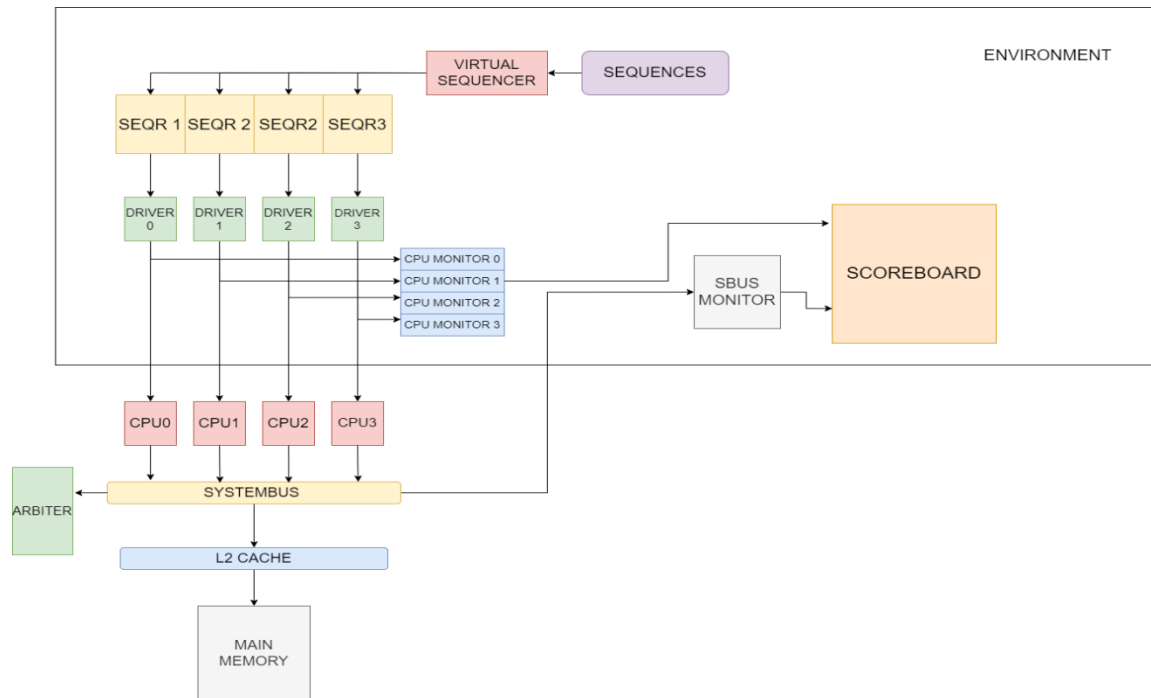 ENVIRONMENT
VIRTUAL
SEQUENCER
SEQUENCES
SEQR 1
SEQR 2
SEQR2
SEQR3
DRIVER
0
DRIVER
1
DRIVER
2
DRIVER
3
CPU MONITOR 0
CPU MONITOR 1
CPU MONITOR 2
CPU MONITOR 3
SBUS
MONITOR
SCOREBOARD
CPU0
CPU1
CPU2
CPU3
SYSTEMBUS
ARBITER
L2 CACHE
MAIN
MEMORY